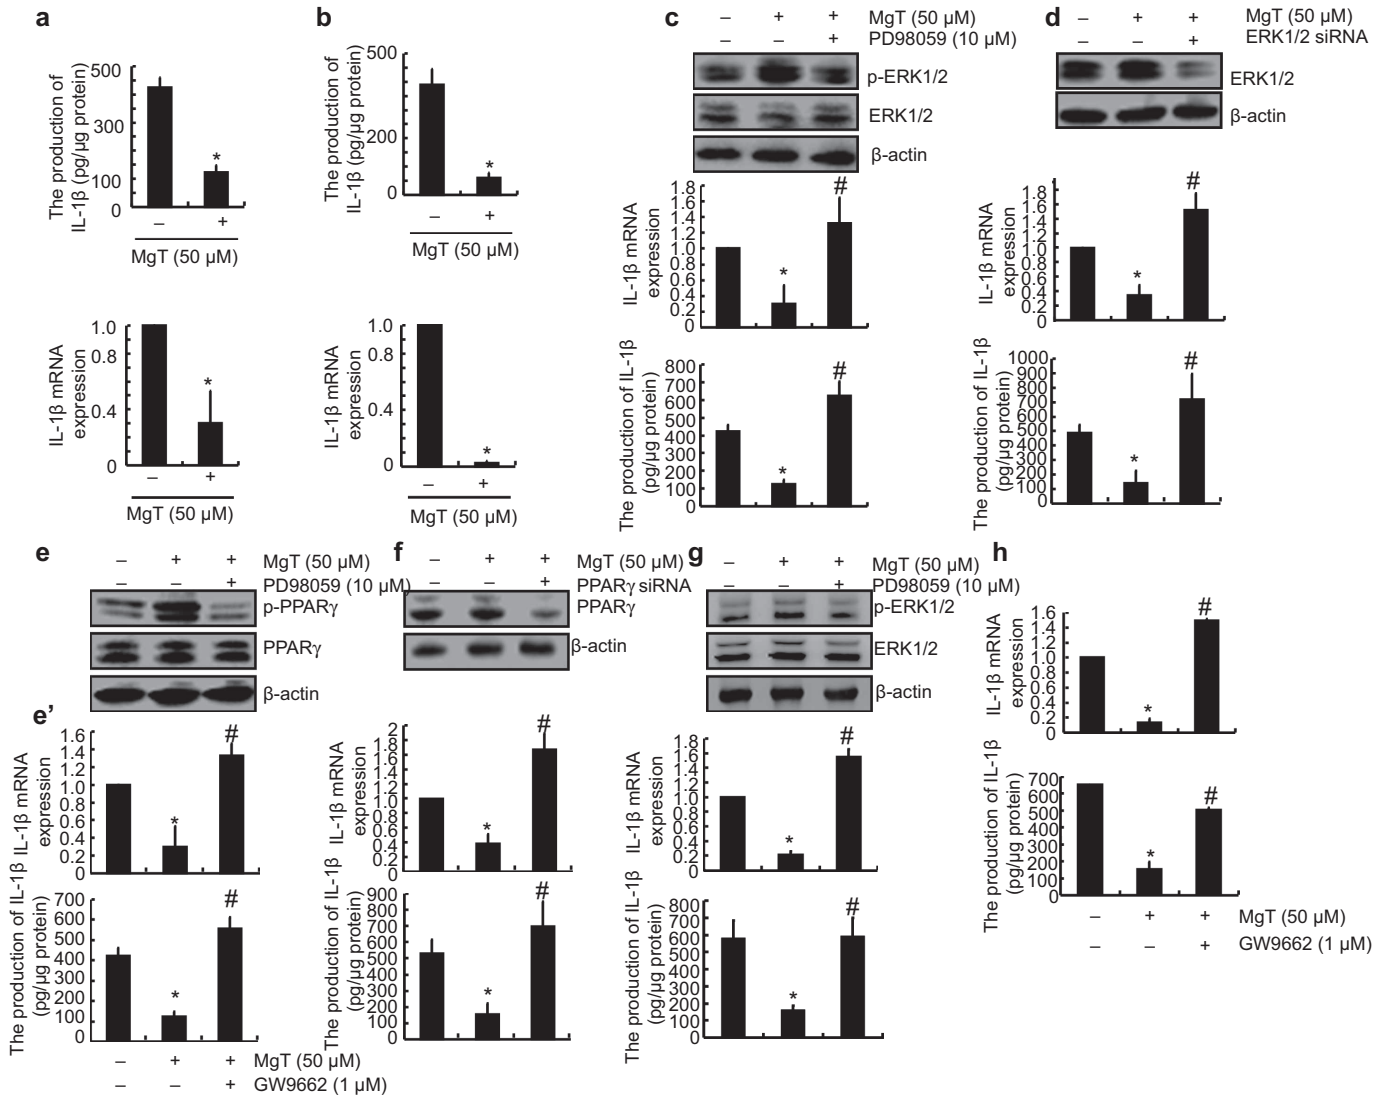 a
The production of
IL-1β (pg/µg protein)
500
300
100
0
*
– +
MgT (50 µM)
IL-1β mRNA
expression
1.0
0.8
0.4
0
*
– +
MgT (50 µM)
b
The production of
IL-1β (pg/µg protein)
500
200
0
*
– +
MgT (50 µM)
IL-1β mRNA
expression
1.0
0.8
0.4
0
*
– +
MgT (50 µM)
c
– + + MgT (50 µM)
– – + PD98059 (10 µM)
p-ERK1/2
ERK1/2
β-actin
IL-1β mRNA
expression
1.8
1.6
1.4
1.2
1.0
0.8
0.6
0.4
0.2
0
* #
The production of IL-1β
(pg/µg protein)
800
700
600
500
400
300
200
100
0
* #
d
– + + MgT (50 µM)
– – + ERK1/2 siRNA
ERK1/2
β-actin
IL-1β mRNA
expression
1.8
1.6
1.4
1.2
1.0
0.8
0.6
0.4
0.2
0
* #
The production of IL-1β
(pg/µg protein)
1000
900
800
700
600
500
400
300
200
100
0
* #
e
– + + MgT (50 µM)
– – + PD98059 (10 µM)
p-PPARγ
PPARγ
β-actin
e’
IL-1β mRNA
expression
1.6
1.4
1.2
1.0
0.8
0.6
0.4
0.2
0
* #
The production of IL-1β
(pg/µg protein)
700
600
500
400
300
200
100
0
* #
– + + MgT (50 µM)
– – + GW9662 (1 µM)
f
– + + MgT (50 µM)
– – + PPARγ siRNA
PPARγ
β-actin
IL-1β mRNA
expression
2
1.8
1.6
1.4
1.2
1.0
0.8
0.6
0.4
0.2
0
* #
The production of IL-1β
(pg/µg protein)
900
800
700
600
500
400
300
200
100
0
* #
g
– + + MgT (50 µM)
– – + PD98059 (10 µM)
p-ERK1/2
ERK1/2
β-actin
IL-1β mRNA
expression
1.8
1.6
1.4
1.2
1.0
0.8
0.6
0.4
0.2
0
* #
The production of IL-1β
(pg/µg protein)
800
700
600
500
400
300
200
100
0
* #
h
IL-1β mRNA
expression
1.6
1.4
1.2
1.0
0.8
0.6
0.4
0.2
0
* #
The production of IL-1β
(pg/µg protein)
700
600
500
400
300
200
100
0
* #
– + + MgT (50 µM)
– – + GW9662 (1 µM)